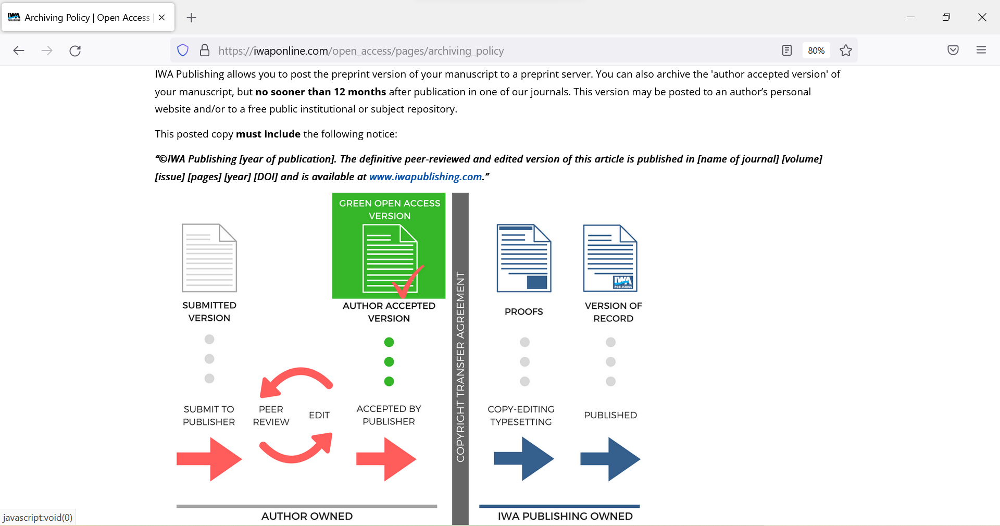 IWA PUBLISHING
Archiving Policy | Open Access |
https://iwaponline.com/open_access/pages/archiving_policy
80%
IWA Publishing allows you to post the preprint version of your manuscript to a preprint server. You can also archive the 'author accepted version' of
your manuscript, but no sooner than 12 months after publication in one of our journals. This version may be posted to an author’s personal
website and/or to a free public institutional or subject repository.
This posted copy must include the following notice:
“©IWA Publishing [year of publication]. The definitive peer-reviewed and edited version of this article is published in [name of journal] [volume]
[issue] [pages] [year] [DOI] and is available at www.iwapublishing.com.”
GREEN OPEN ACCESS
VERSION
IWA
PUBLISHING
SUBMITTED
VERSION
AUTHOR ACCEPTED
VERSION
COPYRIGHT TRANSFER AGREEMENT
PROOFS
VERSION OF
RECORD
SUBMIT TO
PUBLISHER
PEER
REVIEW
EDIT
ACCEPTED BY
PUBLISHER
COPY-EDITING
TYPESETTING
PUBLISHED
AUTHOR OWNED
IWA PUBLISHING OWNED
javascript:void(0)